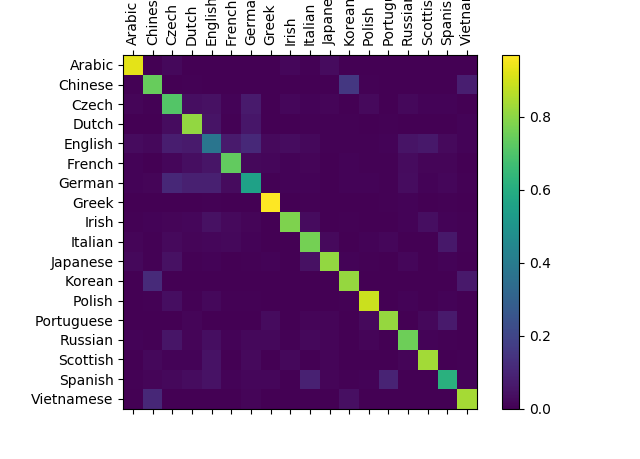 Arabic
Chines
Czech
Dutch
English
French
Germa
Greek
Irish
Italian
Japane
Korean
Polish
Portug
Russian
Scottis
Spanis
Vietnar
Arabic
Chinese
Czech
Dutch
English
French
German
Greek
Irish
Italian
Japanese
Korean
Polish
Portuguese
Russian
Scottish
Spanish
Vietnamese
0.8
0.6
0.4
0.2
0.0